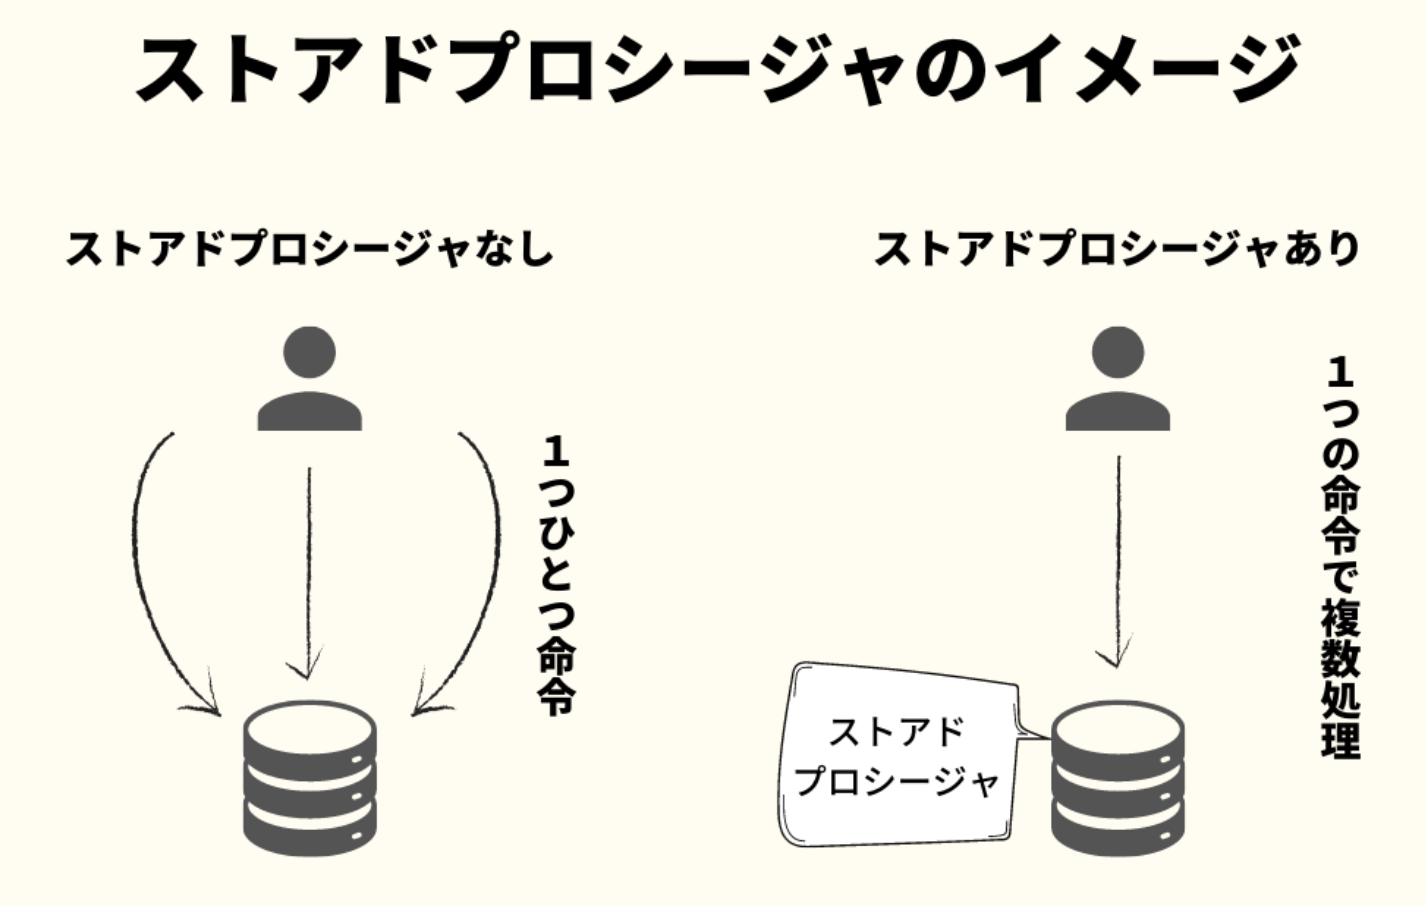 ストアドプロシージャのイメージ
ストアドプロシージャなし
１つひとつ命令
ストアドプロシージャあり
１つの命令で複数処理
ストアド
プロシージャ